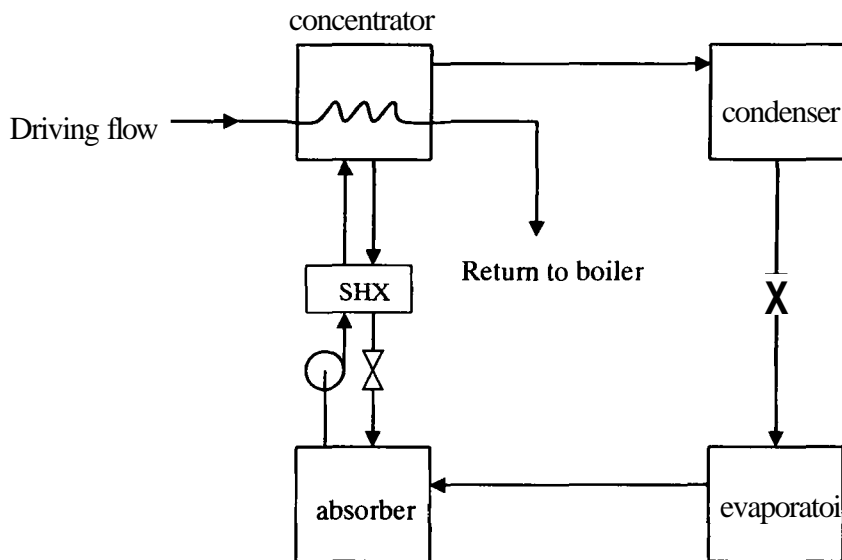 concentrator
Driving flow
condenser
Return to boiler
SHX
X
absorber
evaporatoi